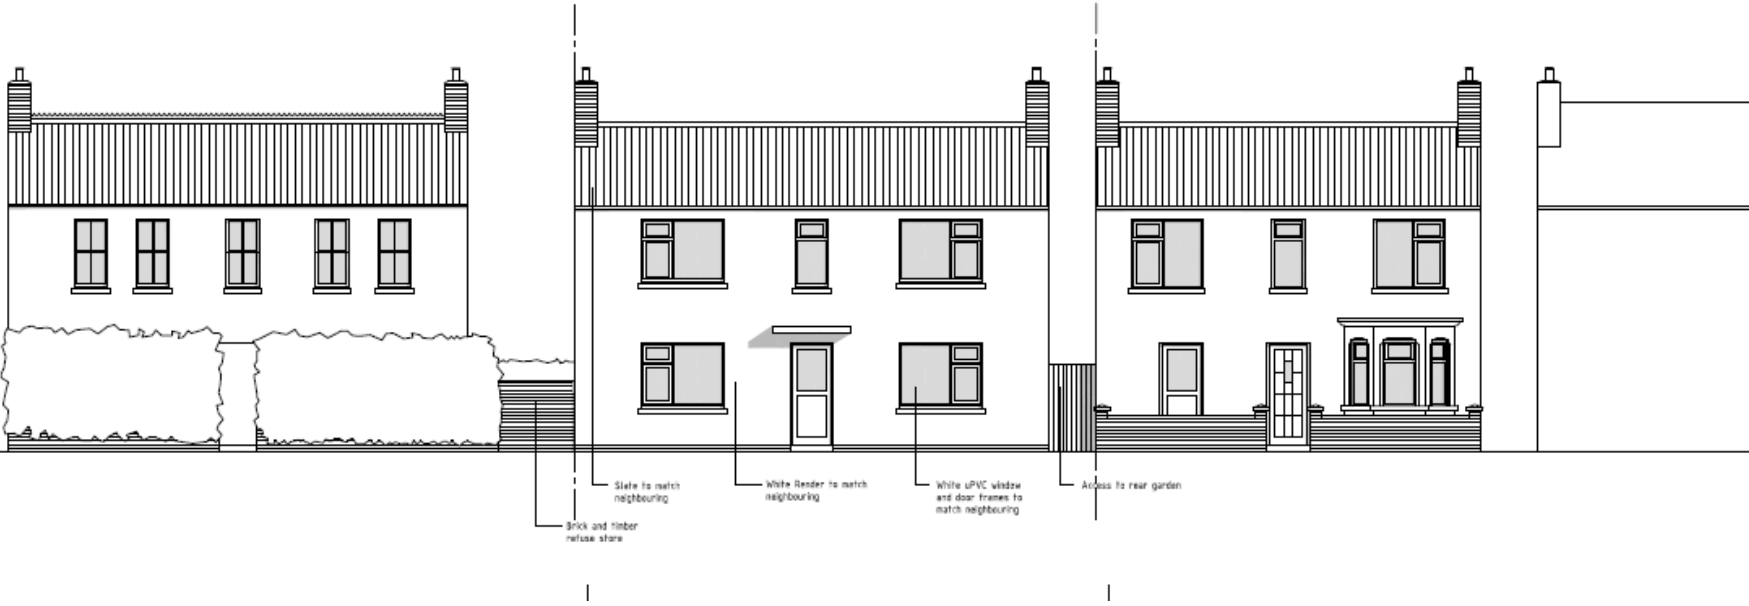 Slate to match
neighbouring
White Render to match
neighbouring
White uPVC window
and door frames to
match neighbouring
Access to rear garden
Brick and timber
refuse store